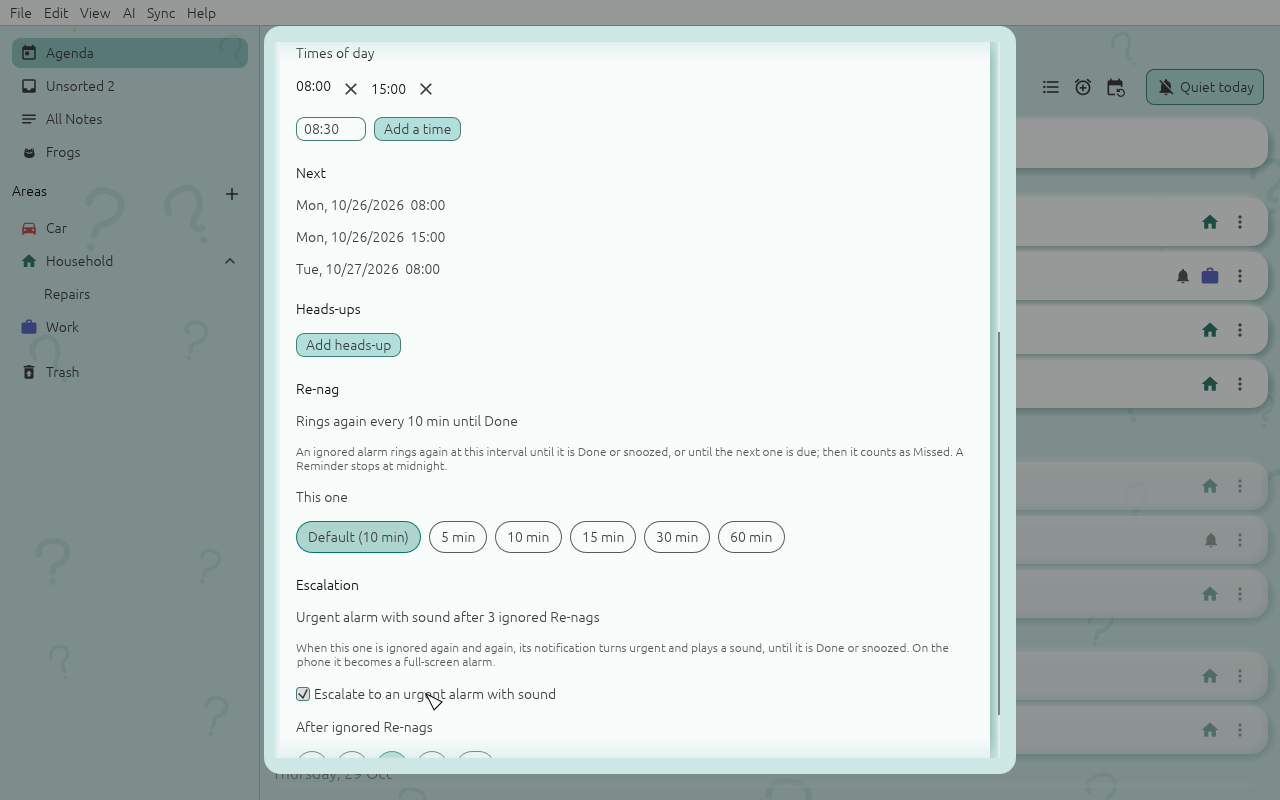 File Edit View AI Sync Help
Agenda
Unsorted 2
All Notes
Frogs
Areas
Car
Household
Repairs
Work
Trash
Quiet today
Times of day
08:00 15:00
08:30 Add a time
Next
Mon, 10/26/2026 08:00
Mon, 10/26/2026 15:00
Tue, 10/27/2026 08:00
Heads-ups
Add heads-up
Re-nag
Rings again every 10 min until Done
An ignored alarm rings again at this interval until it is Done or snoozed, or until the next one is due; then it counts as Missed. A
Reminder stops at midnight.
This one
Default (10 min) 5 min 10 min 15 min 30 min 60 min
Escalation
Urgent alarm with sound after 3 ignored Re-nags
When this one is ignored again and again, its notification turns urgent and plays a sound, until it is Done or snoozed. On the
phone it becomes a full-screen alarm.
Escalate to an urgent alarm with sound
After ignored Re-nags
Thursday, 29 Oct